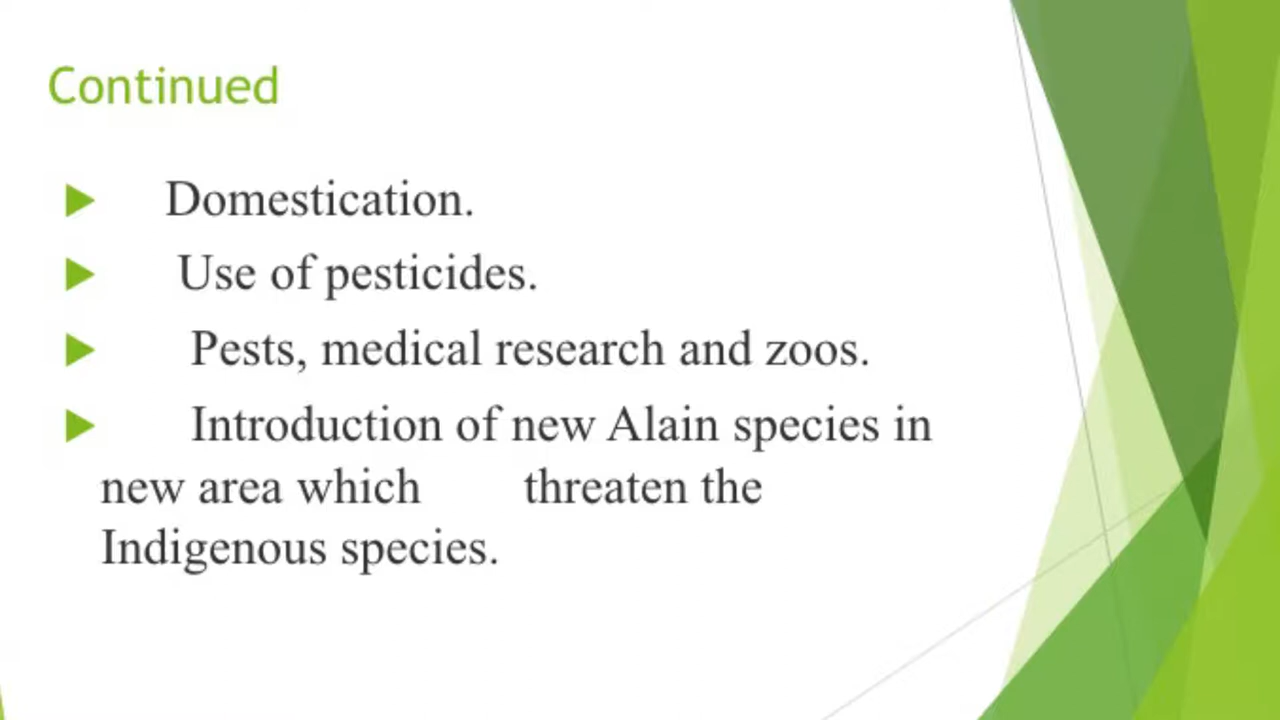 Continued
Domestication.
Use of pesticides.
Pests, medical research and zoos.
Introduction of new Alain species in
new area which threaten the
Indigenous species.